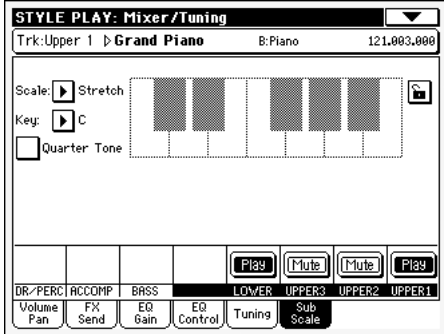 STYLE PLAY: Mixer/Tuning
Trk:Upper 1 Grand Piano B:Piano 121.003.000
Scale: Stretch
Key: C
Quarter Tone
Play Mute Mute Play
DR/PERC ACCOMP BASS LOWER UPPER3 UPPER2 UPPER1
Volume Pan FX Send EQ Gain EQ Control Tuning Sub Scale